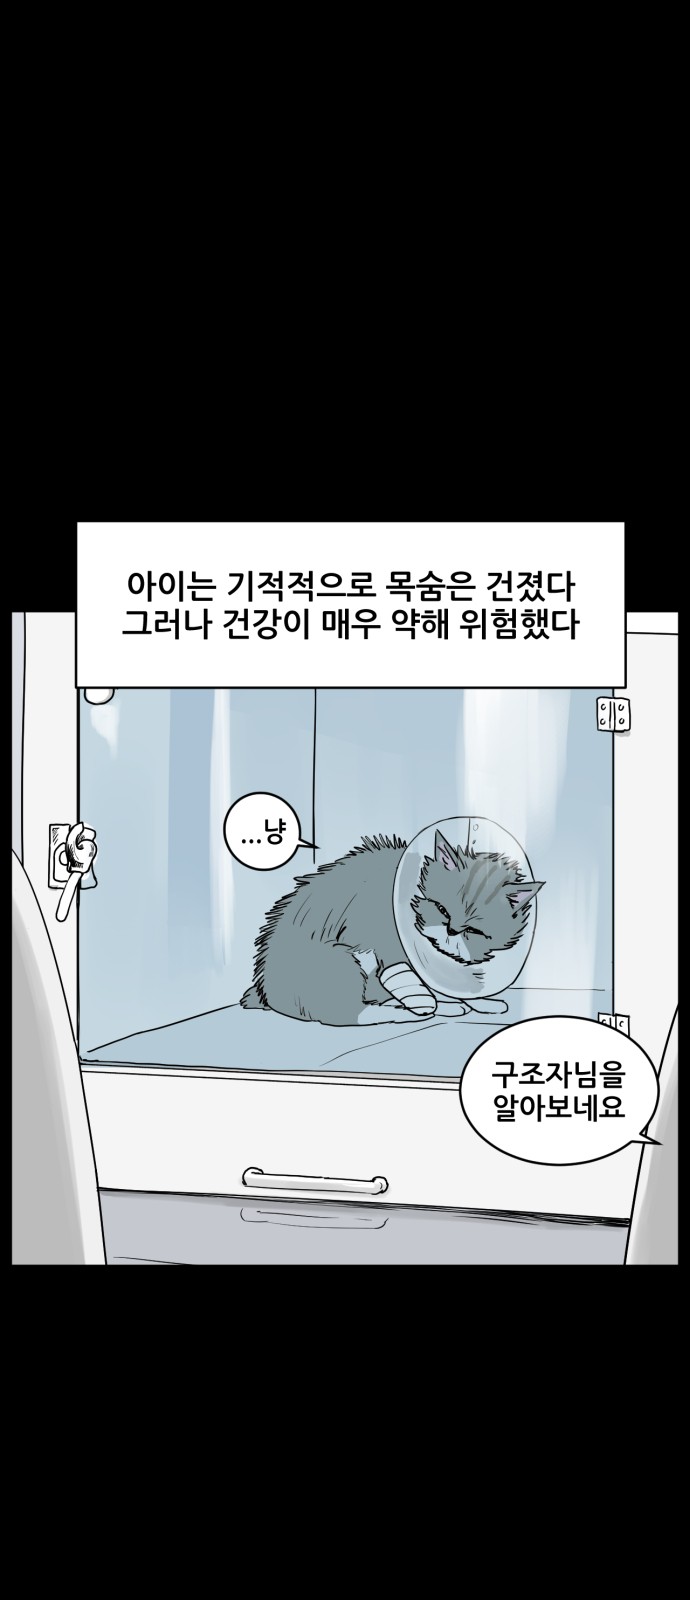 아이는 기적적으로 목숨은 건졌다
그러나 건강이 매우 약해 위험했다
...냥
구조자님을
알아보네요